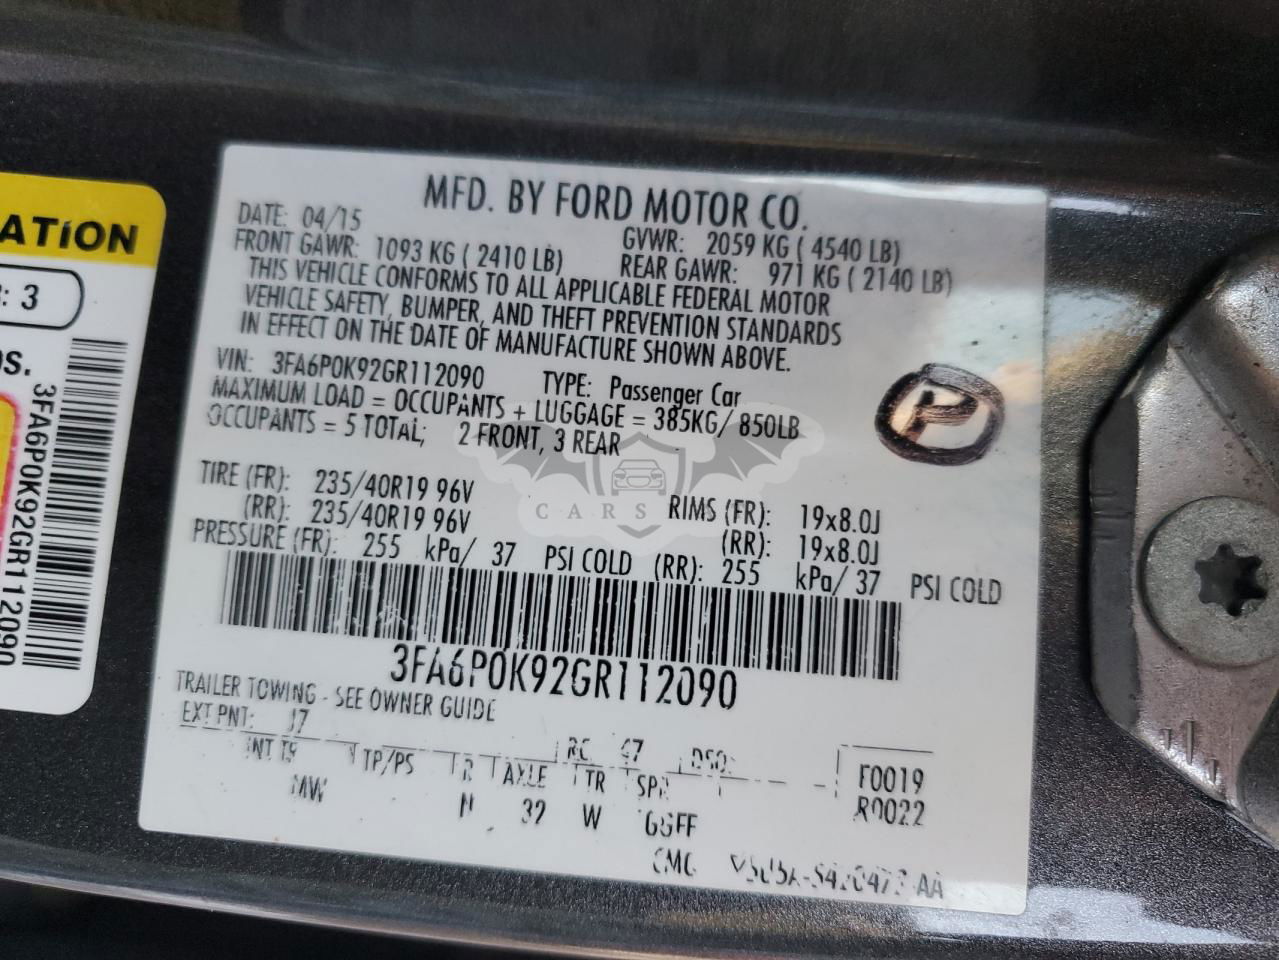 MFD. BY FORD MOTOR CO.
DATE: 04/15 GVWR: 2059 KG ( 4540 LB)
FRONT GAWR: 1093 KG ( 2410 LB) REAR GAWR: 971 KG ( 2140 LB)
THIS VEHICLE CONFORMS TO ALL APPLICABLE FEDERAL MOTOR
VEHICLE SAFETY, BUMPER, AND THEFT PREVENTION STANDARDS
IN EFFECT ON THE DATE OF MANUFACTURE SHOWN ABOVE.
VIN: 3FA6P0K92GR112090 TYPE: Passenger Car
MAXIMUM LOAD = OCCUPANTS + LUGGAGE = 385KG/ 850LB
OCCUPANTS = 5 TOTAL; 2 FRONT, 3 REAR
P
TIRE (FR): 235/40R19 96V RIMS (FR): 19x8.0J
(RR): 235/40R19 96V (RR): 19x8.0J
PRESSURE (FR): 255 kPa/ 37 PSI COLD (RR): 255 kPa/ 37 PSI COLD
CARS
3FA6P0K92GR112090
TRAILER TOWING - SEE OWNER GUIDE
EXT PNT: RC: 47 DSO:
INT TR TP/PS R AXLE TR SPR F0019
MW N 32 W GGFF R0022
CMC
ATION
: 3
3FA6P0K92GR112090